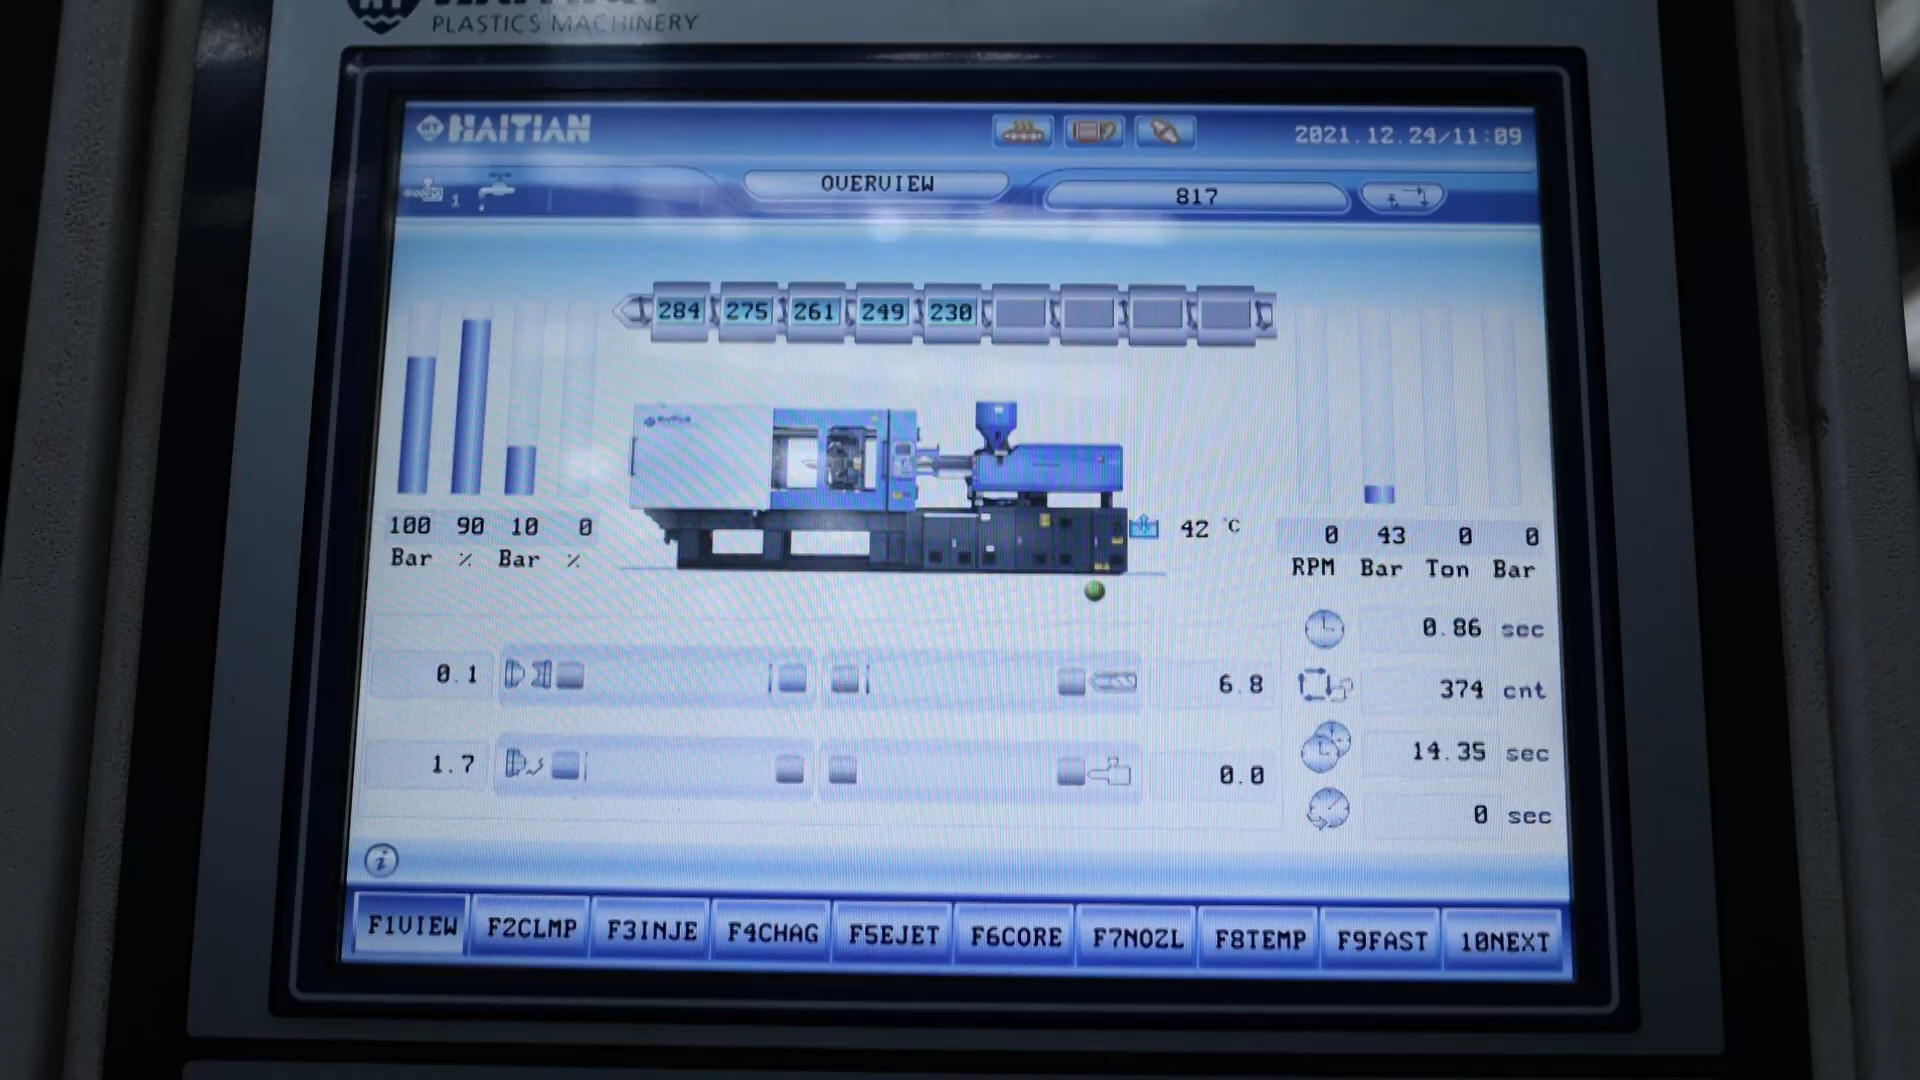 PLASTICS MACHINERY
HAITIAN
2021.12.24/11:09
1
OVERVIEW
817
284 275 261 249 230
100 90 10 0
Bar % Bar %
42 °C
0 43 0 0
RPM Bar Ton Bar
0.86 sec
0.1
6.8
374 cnt
14.35 sec
1.7
0.0
0 sec
i
F1VIEW F2CLMP F3INJE F4CHAG F5EJET F6CORE F7NOZL F8TEMP F9FAST 10NEXT